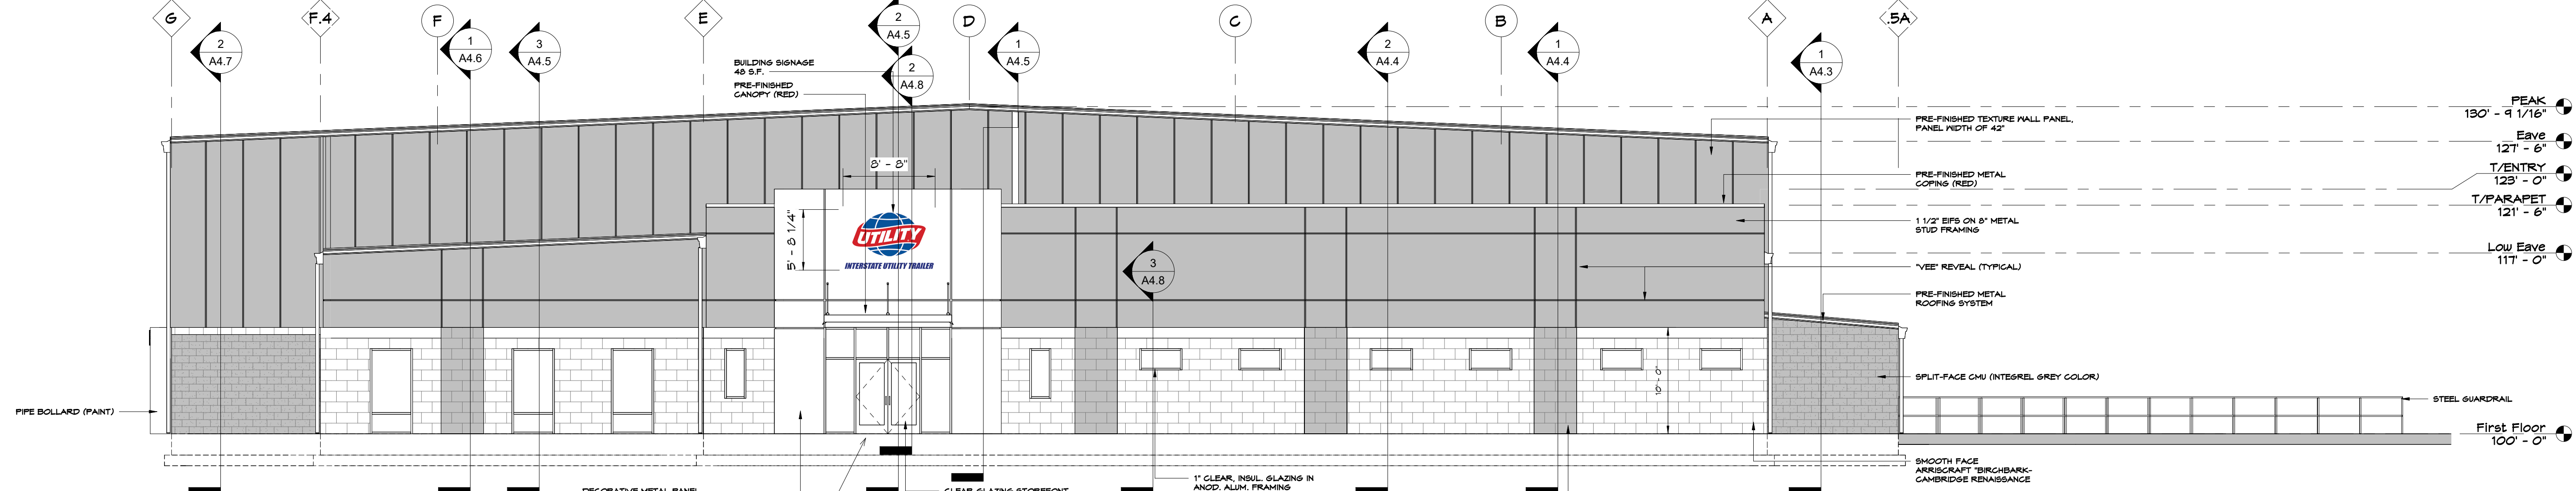 G
F.4
F
E
D
C
B
A
.5A
2
A4.7
1
A4.6
3
A4.5
2
A4.5
2
A4.8
1
A4.5
2
A4.4
1
A4.4
1
A4.3
BUILDING SIGNAGE
48 S.F.
PRE-FINISHED
CANOPY (RED)
8' - 8"
5' - 8 1/4"
UTILITY
INTERSTATE UTILITY TRAILER
3
A4.8
10' - 0"
PRE-FINISHED TEXTURE WALL PANEL,
PANEL WIDTH OF 42"
PRE-FINISHED METAL
COPING (RED)
1 1/2" EIFS ON 8" METAL
STUD FRAMING
"VEE" REVEAL (TYPICAL)
PRE-FINISHED METAL
ROOFING SYSTEM
SPLIT-FACE CMU (INTEGREL GREY COLOR)
STEEL GUARDRAIL
SMOOTH FACE
ARRISCRAFT "BIRCHBARK-
CAMBRIDGE RENAISSANCE
PEAK
130' - 9 1/16"
Eave
127' - 6"
T/ENTRY
123' - 0"
T/PARAPET
121' - 6"
Low Eave
117' - 0"
First Floor
100' - 0"
PIPE BOLLARD (PAINT)
DECORATIVE METAL PANEL
CLEAR GLAZING STOREFRONT
1" CLEAR, INSUL. GLAZING IN
ANOD. ALUM. FRAMING